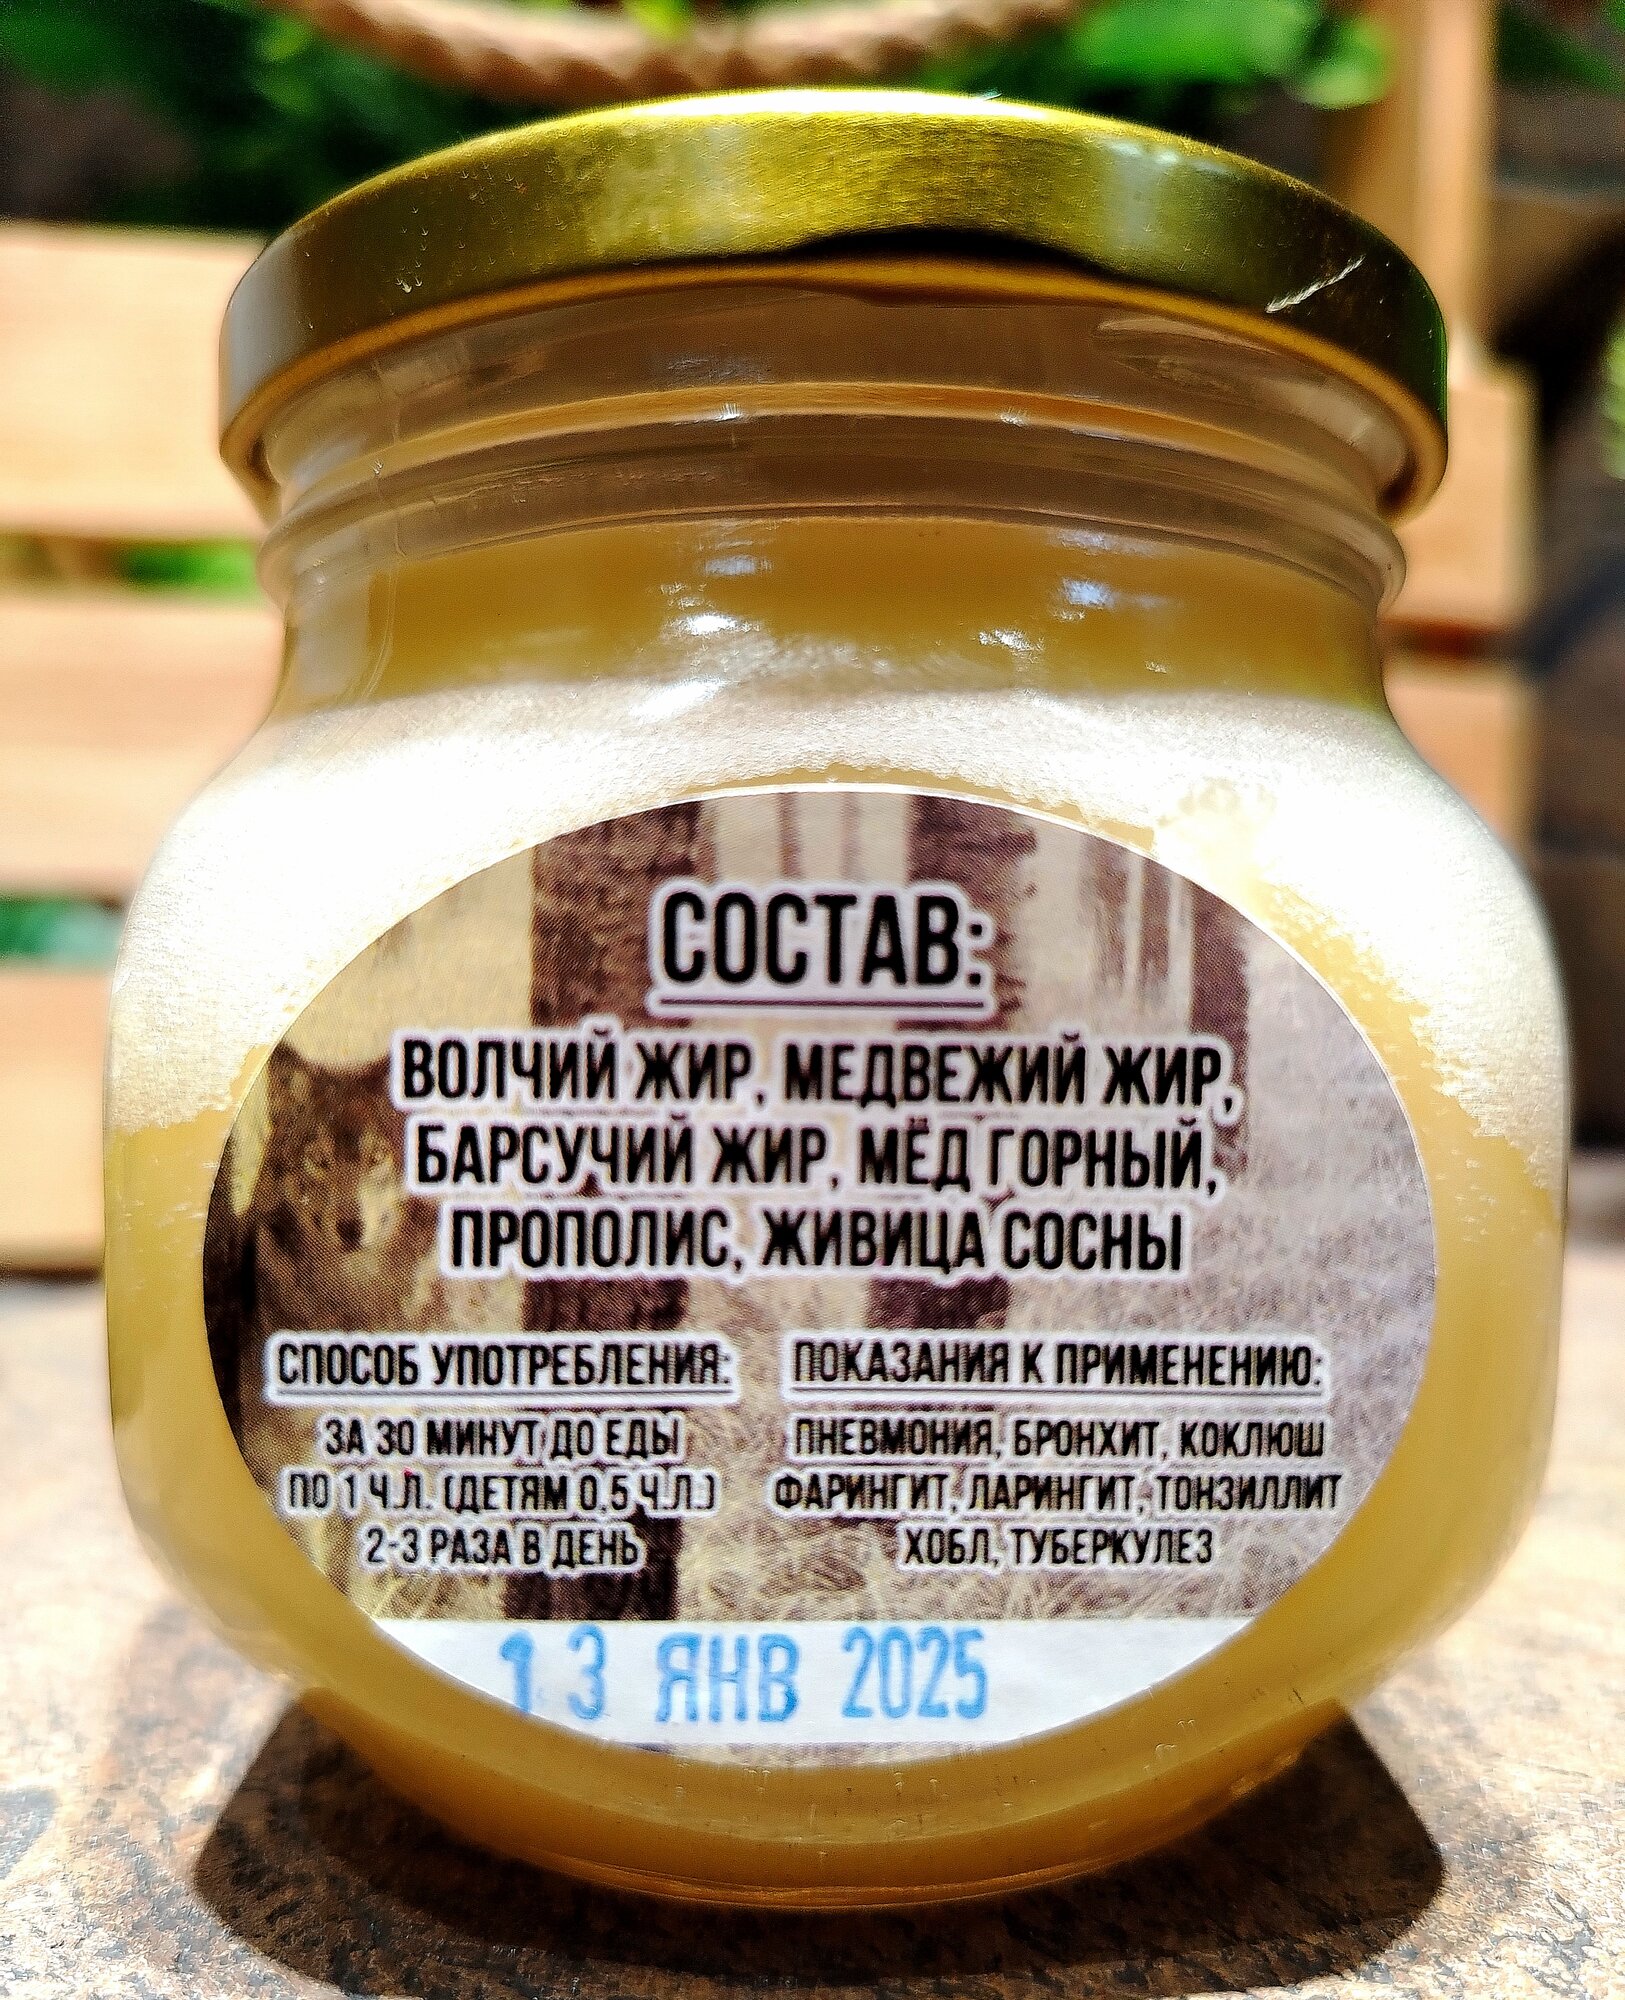 СОСТАВ:
ВОЛЧИЙ ЖИР, МЕДВЕЖИЙ ЖИР,
БАРСУЧИЙ ЖИР, МЁД ГОРНЫЙ,
ПРОПОЛИС, ЖИВИЦА СОСНЫ
СПОСОБ УПОТРЕБЛЕНИЯ:
ЗА 30 МИНУТ ДО ЕДЫ
ПО 1 Ч.Л. (ДЕТЯМ 0,5 Ч.Л.)
2-3 РАЗА В ДЕНЬ
ПОКАЗАНИЯ К ПРИМЕНЕНИЮ:
ПНЕВМОНИЯ, БРОНХИТ, КОКЛЮШ
ФАРИНГИТ, ЛАРИНГИТ, ТОНЗИЛЛИТ
ХОБЛ, ТУБЕРКУЛЕЗ
13 ЯНВ 2025